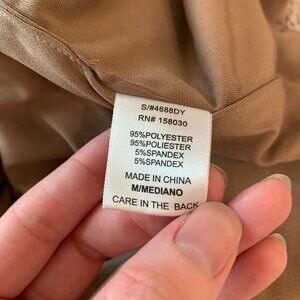 S/#4688DY
RN# 158030
95%POLYESTER
95%POLIESTER
5%SPANDEX
5%SPANDEX
MADE IN CHINA
M/MEDIANO
CARE IN THE BACK